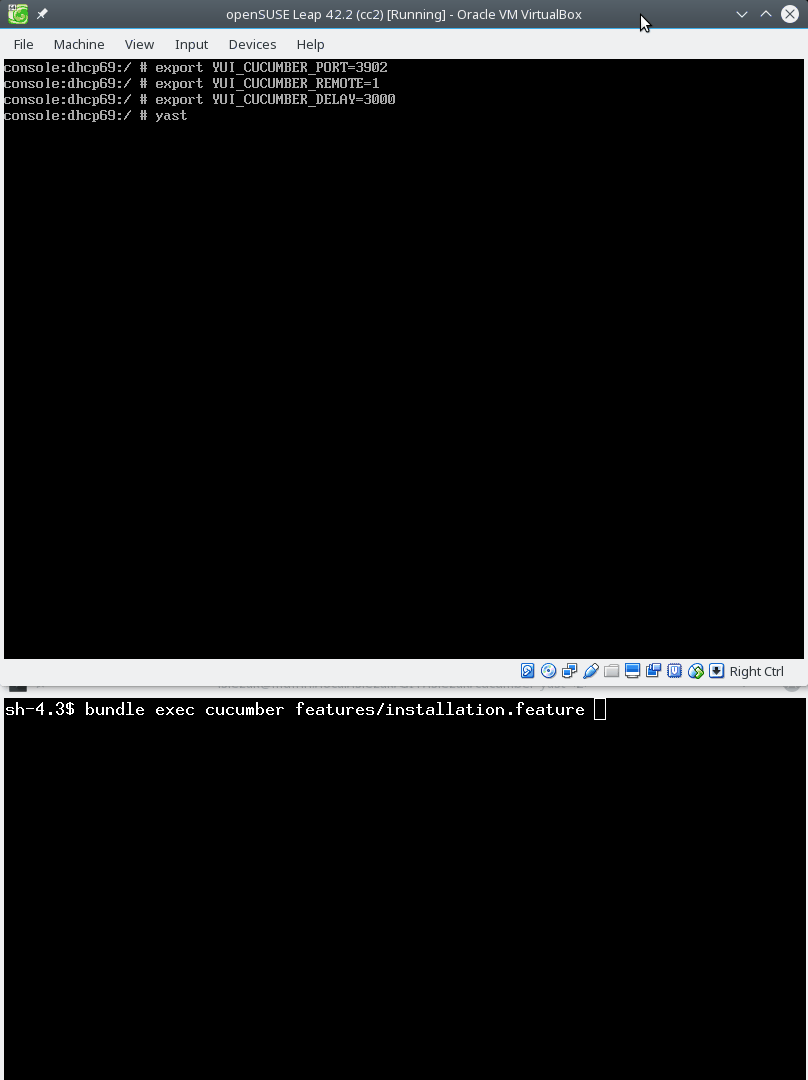 openSUSE Leap 42.2 (cc2) [Running] - Oracle VM VirtualBox
File Machine View Input Devices Help
console:dhcp69:/ # export YUI_CUCUMBER_PORT=3902
console:dhcp69:/ # export YUI_CUCUMBER_REMOTE=1
console:dhcp69:/ # export YUI_CUCUMBER_DELAY=3000
console:dhcp69:/ # yast
Right Ctrl
sh-4.3$ bundle exec cucumber features/installation.feature